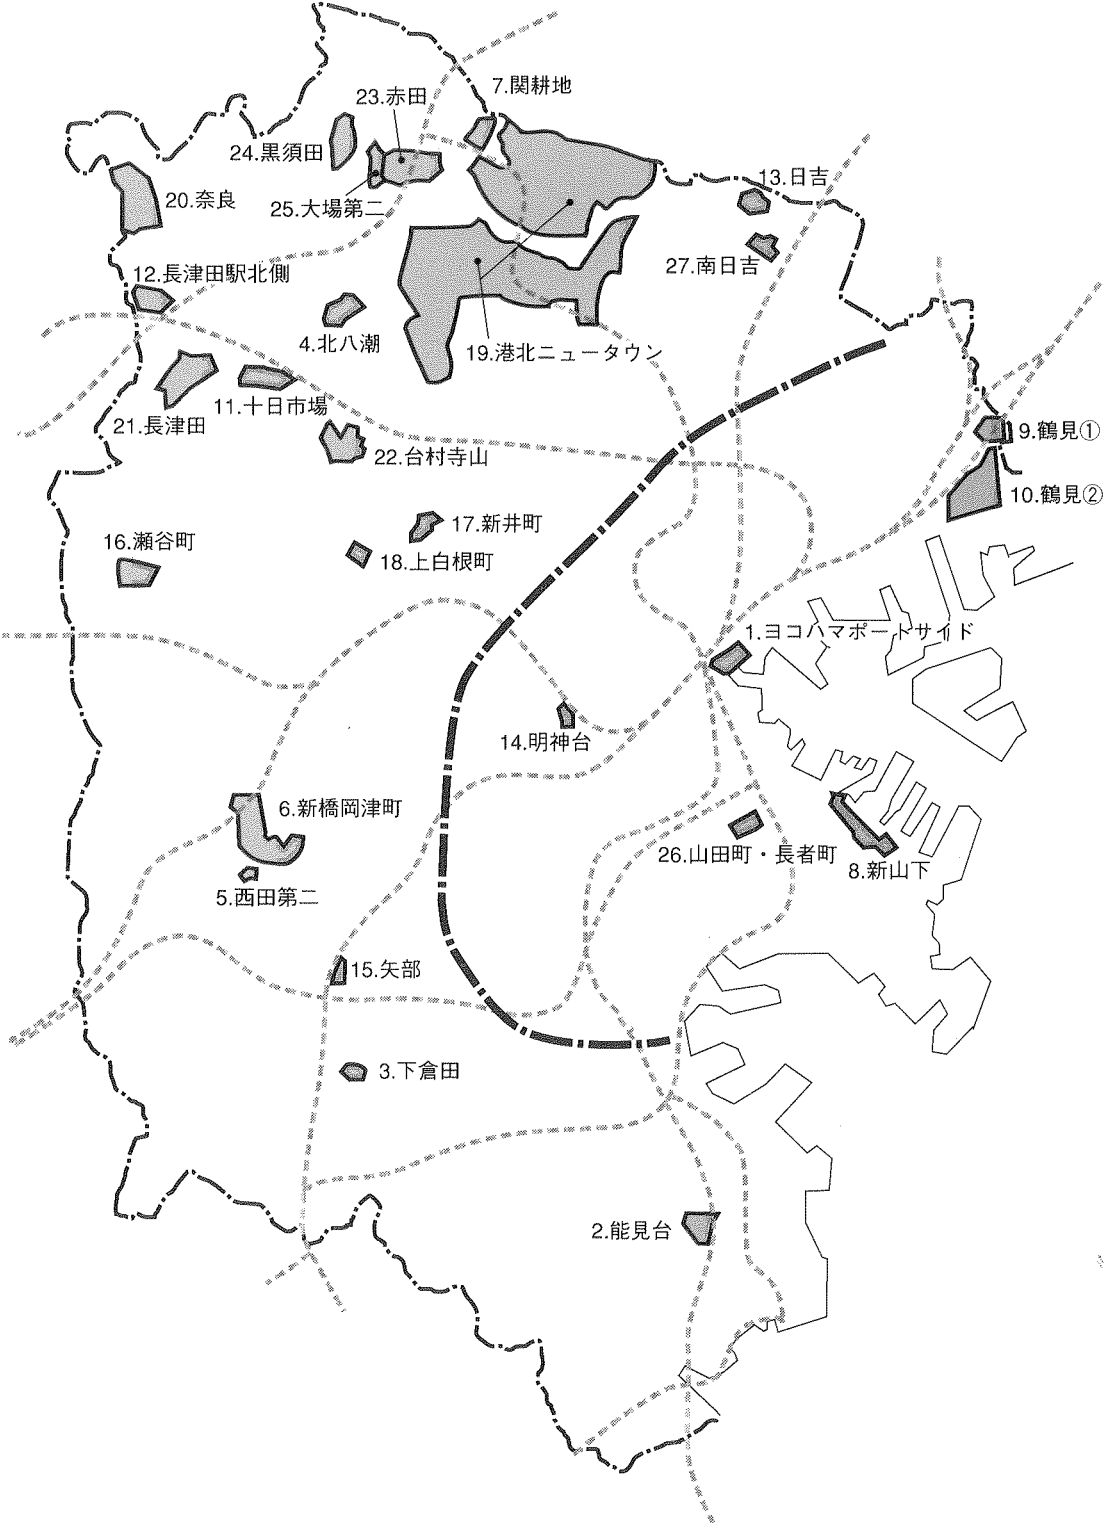 7.関耕地
23.赤田
24.黒須田
13.日吉
20.奈良
25.大場第二
27.南日吉
12.長津田駅北側
4.北八潮
19.港北ニュータウン
11.十日市場
21.長津田
9.鶴見①
22.台村寺山
10.鶴見②
17.新井町
16.瀬谷町
18.上白根町
1.ヨコハマポートサイド
14.明神台
6.新橋岡津町
26.山田町・長者町
8.新山下
5.西田第二
15.矢部
3.下倉田
2.能見台